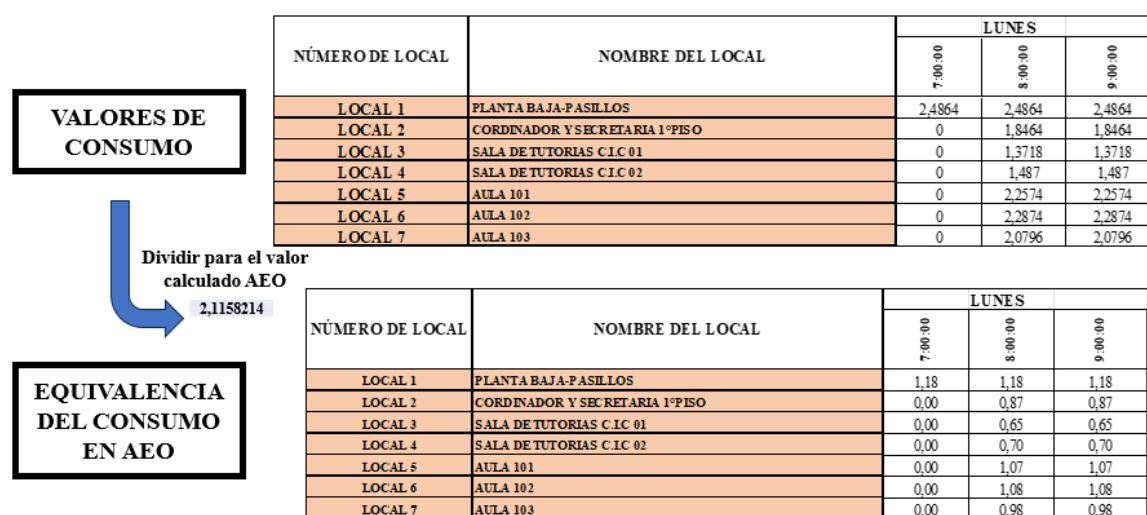 VALORES DE
CONSUMO
NÚMERO DE LOCAL NOMBRE DEL LOCAL LUNES
7:00:00 8:00:00 9:00:00
LOCAL 1 PLANTA BAJA-PASILLOS 2,4864 2,4864 2,4864
LOCAL 2 CORDINADOR Y SECRETARIA 1ºPISO 0 1,8464 1,8464
LOCAL 3 SALA DE TUTORIAS C.I.C 01 0 1,3718 1,3718
LOCAL 4 SALA DE TUTORIAS C.I.C 02 0 1,487 1,487
LOCAL 5 AULA 101 0 2,2574 2,2574
LOCAL 6 AULA 102 0 2,2874 2,2874
LOCAL 7 AULA 103 0 2,0796 2,0796
Dividir para el valor
calculado AEO
2,1158214
EQUIVALENCIA
DEL CONSUMO
EN AEO
NÚMERO DE LOCAL NOMBRE DEL LOCAL LUNES
7:00:00 8:00:00 9:00:00
LOCAL 1 PLANTA BAJA-PASILLOS 1,18 1,18 1,18
LOCAL 2 CORDINADOR Y SECRETARIA 1ºPISO 0,00 0,87 0,87
LOCAL 3 SALA DE TUTORIAS C.I.C 01 0,00 0,65 0,65
LOCAL 4 SALA DE TUTORIAS C.I.C 02 0,00 0,70 0,70
LOCAL 5 AULA 101 0,00 1,07 1,07
LOCAL 6 AULA 102 0,00 1,08 1,08
LOCAL 7 AULA 103 0,00 0,98 0,98